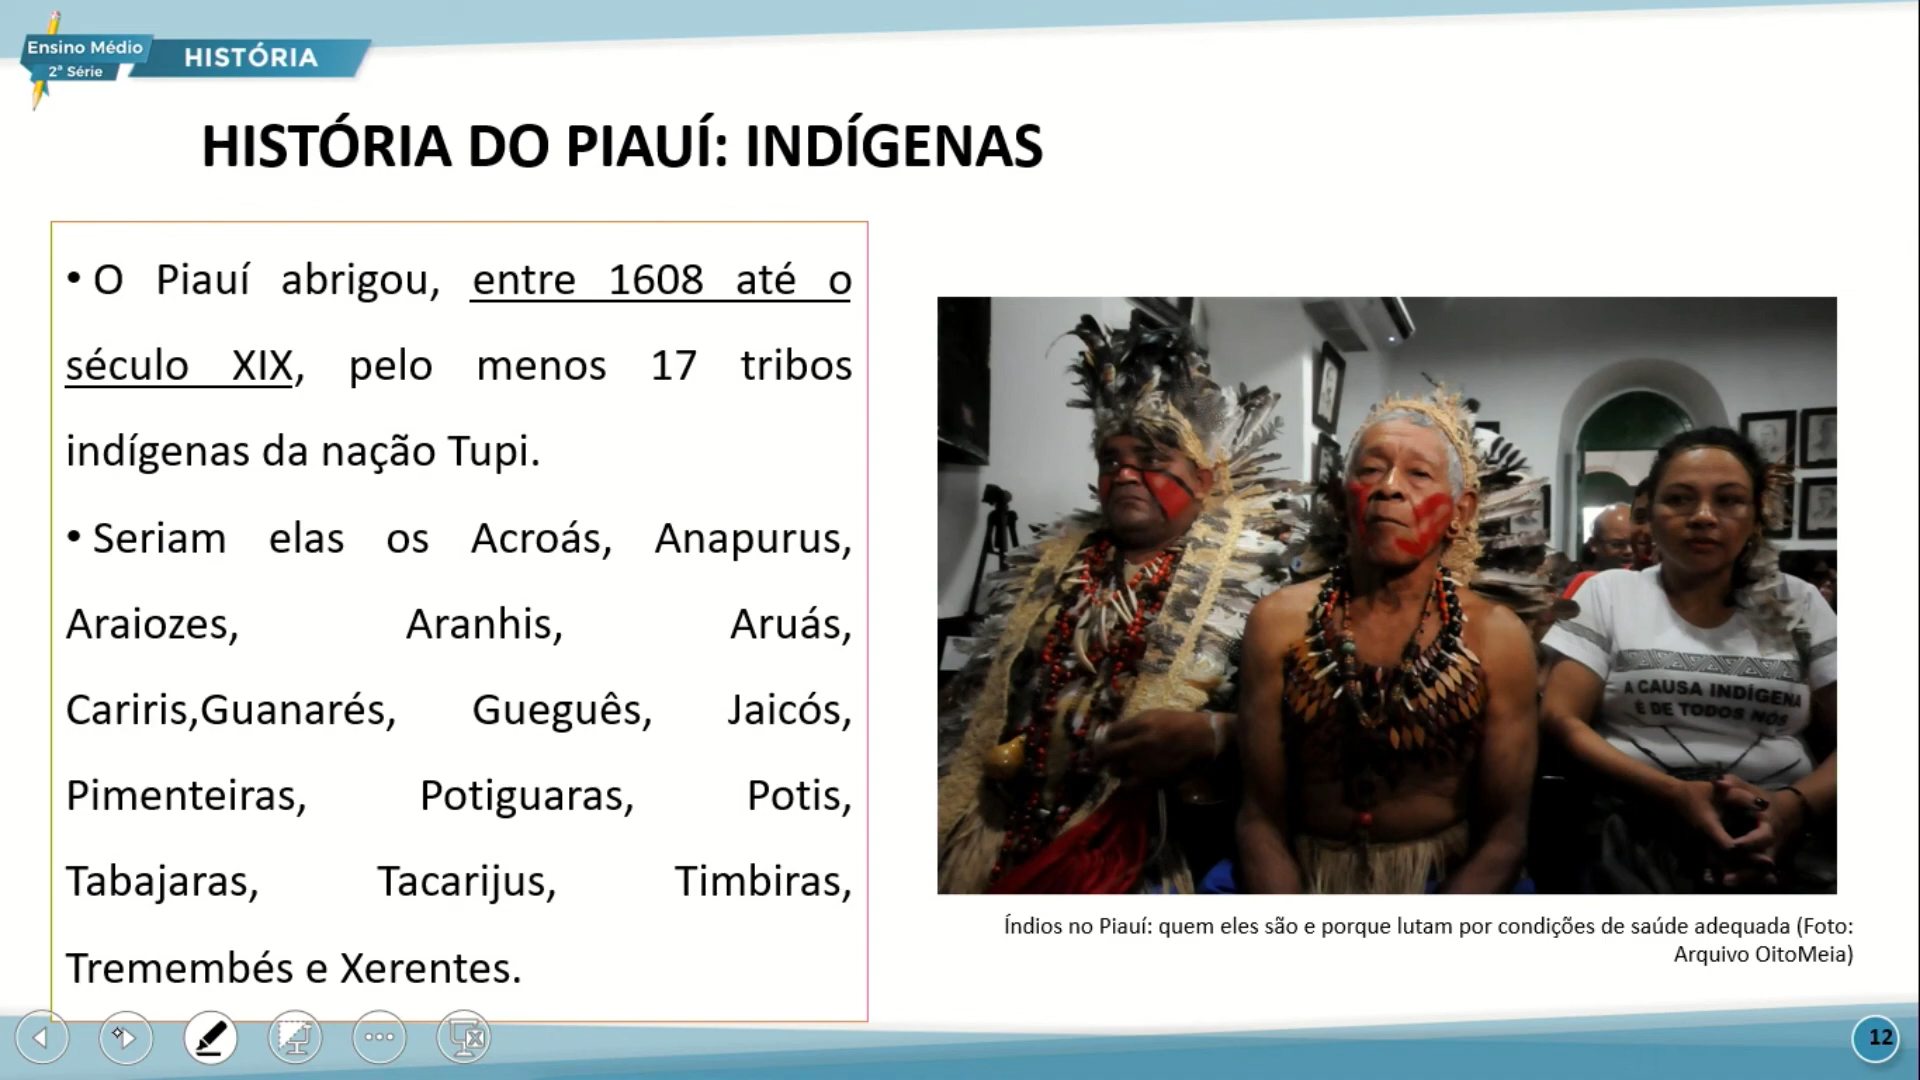 Ensino Médio
2ª Série
HISTÓRIA
HISTÓRIA DO PIAUÍ: INDÍGENAS
• O Piauí abrigou, entre 1608 até o
século XIX, pelo menos 17 tribos
indígenas da nação Tupi.
• Seriam elas os Acroás, Anapurus,
Araiozes, Aranhis, Aruás,
Cariris,Guanarés, Gueguês, Jaicós,
Pimenteiras, Potiguaras, Potis,
Tabajaras, Tacarijus, Timbiras,
Tremembés e Xerentes.
A CAUSA INDÍGENA
É DE TODOS NÓS
Índios no Piauí: quem eles são e porque lutam por condições de saúde adequada (Foto:
Arquivo OitoMeia)
12